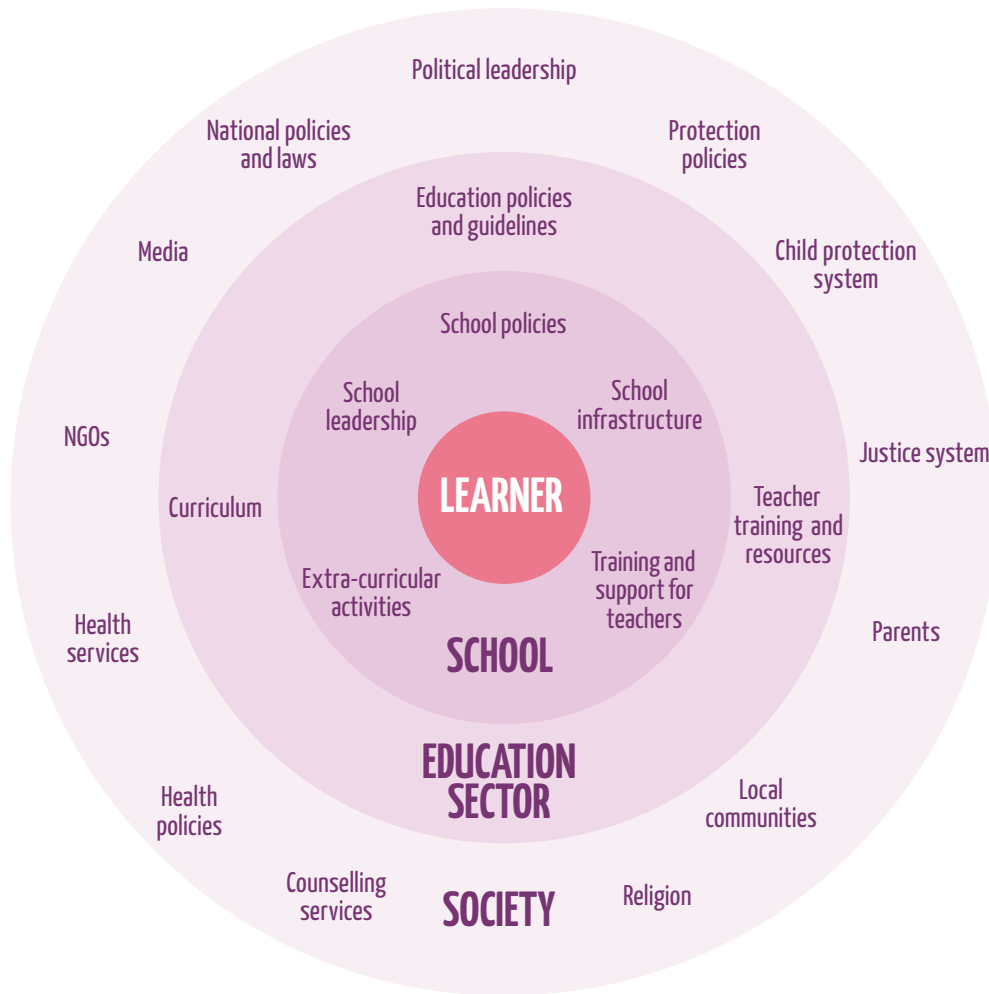 Political leadership
National policies
and laws
Protection
policies
Education policies
and guidelines
Media
Child protection
system
School policies
School
leadership
School
infrastructure
NGOs
Justice system
LEARNER
Curriculum
Teacher
training and
resources
Extra-curricular
activities
Training and
support for
teachers
Health
services
Parents
SCHOOL
EDUCATION
SECTOR
Health
policies
Local
communities
Counselling
services
SOCIETY
Religion